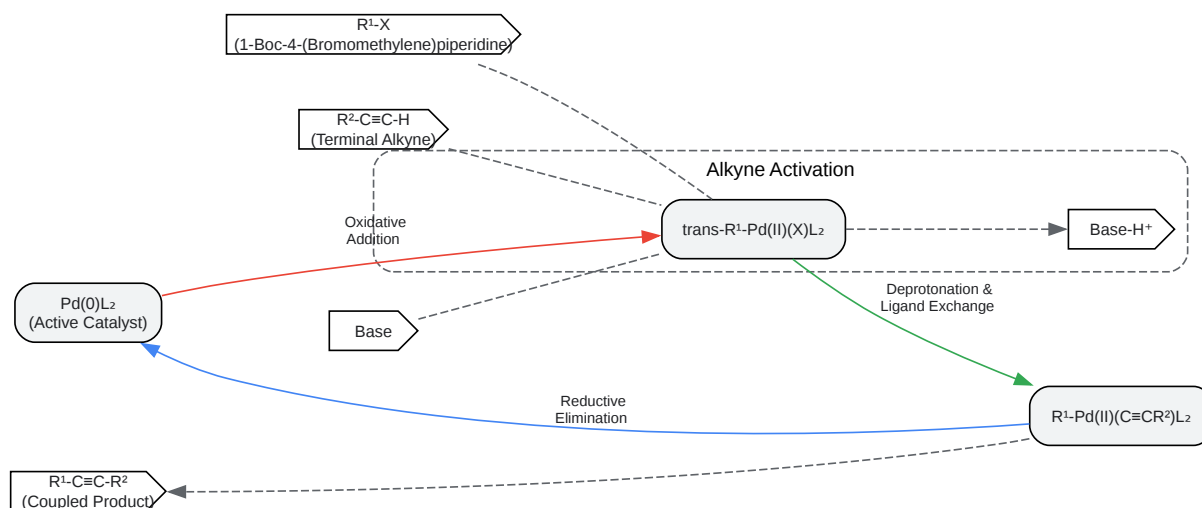 R¹-X
(1-Boc-4-(Bromomethylene)piperidine)
R²-C≡C-H
(Terminal Alkyne)
Alkyne Activation
Oxidative
Addition
trans-R¹-Pd(II)(X)L₂
Base-H⁺
Pd(0)L₂
(Active Catalyst)
Base
Deprotonation &
Ligand Exchange
Reductive
Elimination
R¹-Pd(II)(C≡CR²)L₂
R¹-C≡C-R²
(Coupled Product)